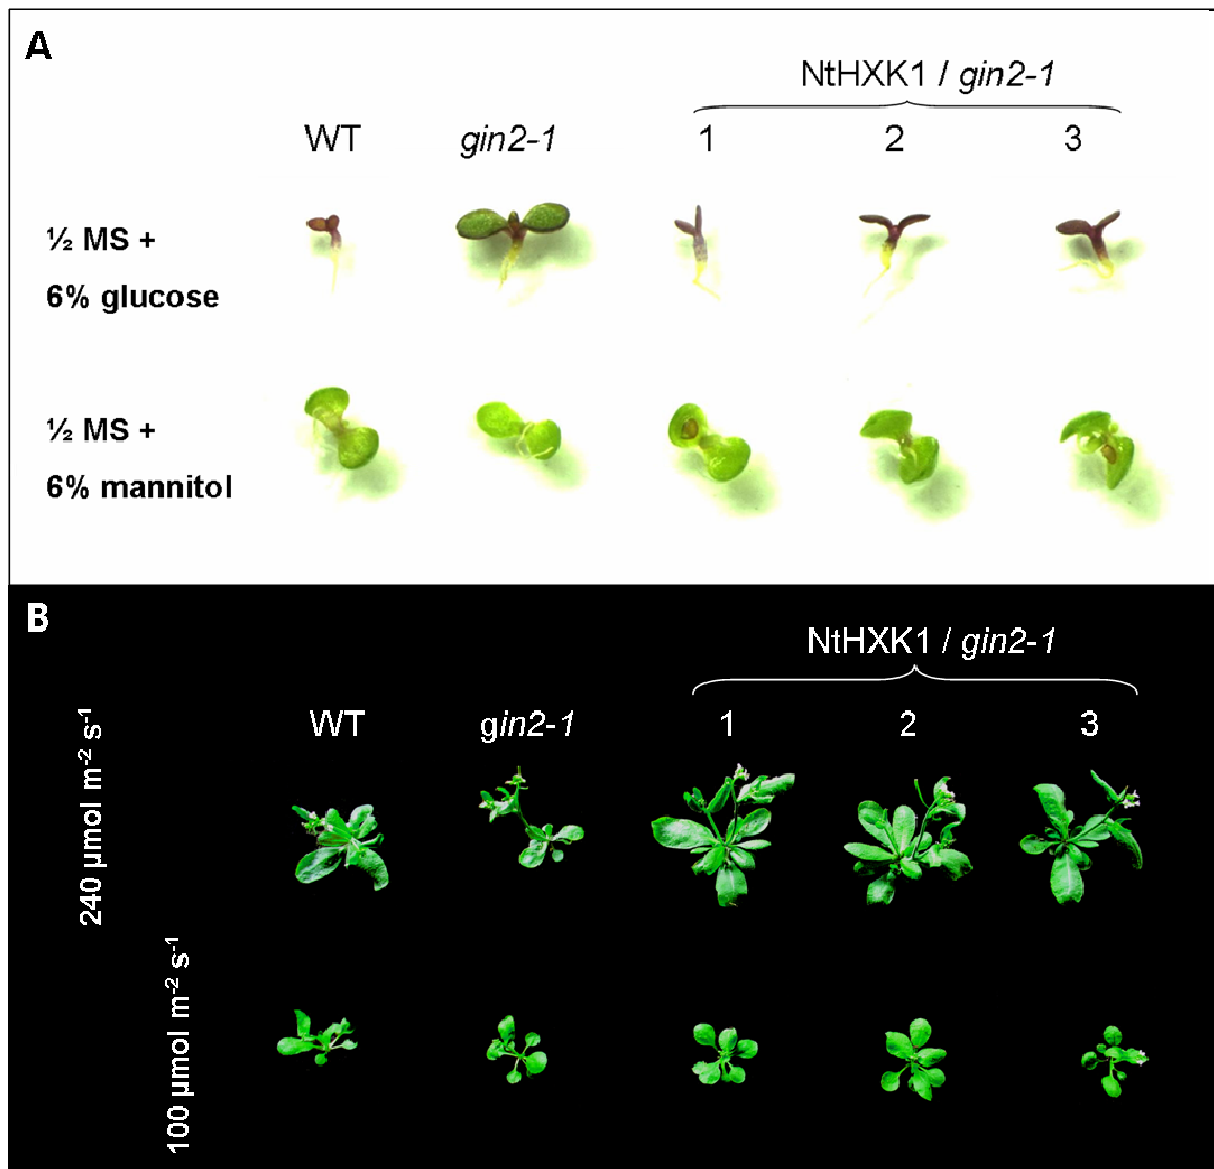 A
NtHXK1 / gin2-1
WT gin2-1 1 2 3
½ MS +
6% glucose
½ MS +
6% mannitol
B
NtHXK1 / gin2-1
WT gin2-1 1 2 3
240 µmol m⁻² s⁻¹
100 µmol m⁻² s⁻¹